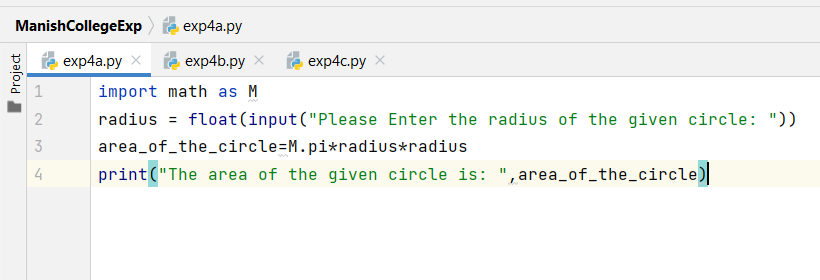 ManishCollegeExp exp4a.py
Project
exp4a.py exp4b.py exp4c.py
1 import math as M
2 radius = float(input("Please Enter the radius of the given circle: "))
3 area_of_the_circle=M.pi*radius*radius
4 print("The area of the given circle is: ",area_of_the_circle)